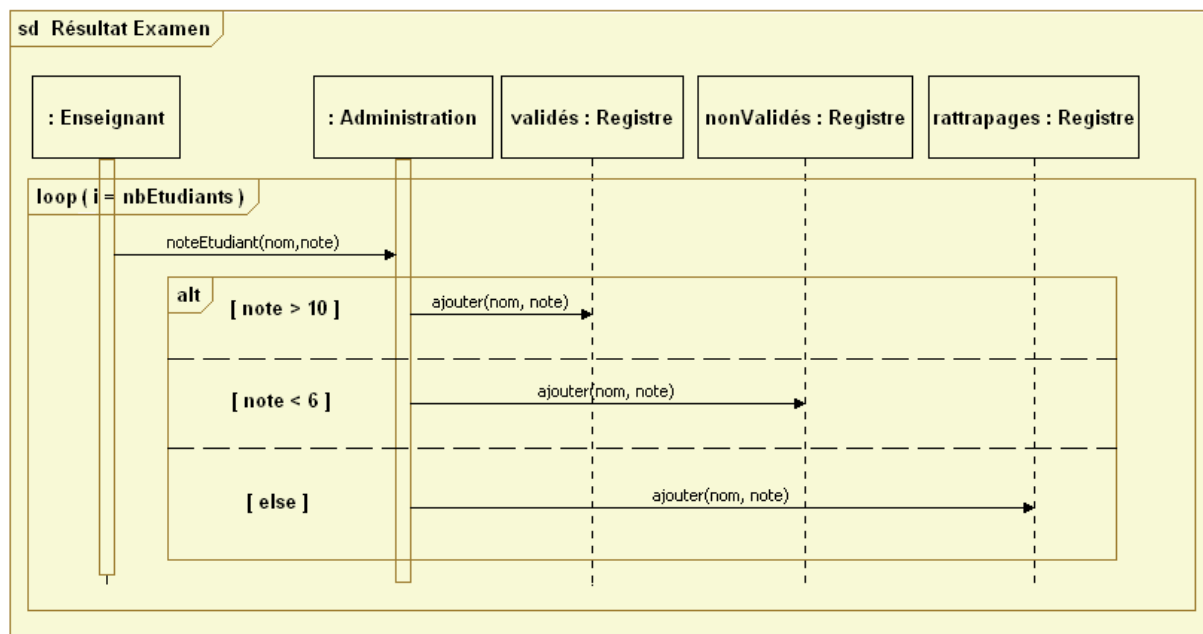 sd Résultat Examen
: Enseignant
: Administration
validés : Registre
nonValidés : Registre
rattrapages : Registre
loop ( i = nbEtudiants )
noteEtudiant(nom,note)
alt
[ note > 10 ]
ajouter(nom, note)
[ note < 6 ]
ajouter(nom, note)
[ else ]
ajouter(nom, note)